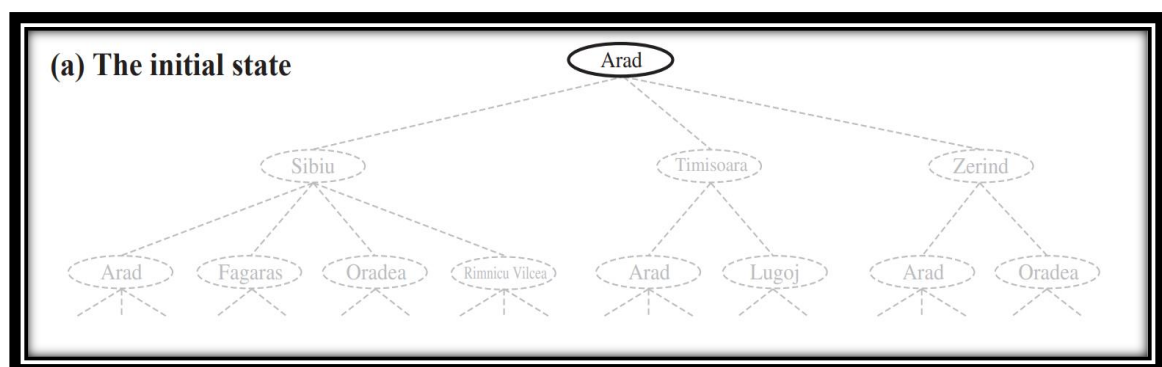 (a) The initial state
Arad
Sibiu
Timisoara
Zerind
Arad
Fagaras
Oradea
Rimnicu Vilcea
Arad
Lugoj
Arad
Oradea